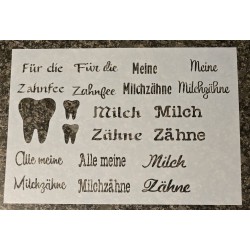 Für die Für die Meine Meine
Zahnfee Zahnfee Milchzähne Milchzähne
Milch Milch
Zähne Zähne
Alle meine Alle meine Milch
Milchzähne Milchzähne Zähne